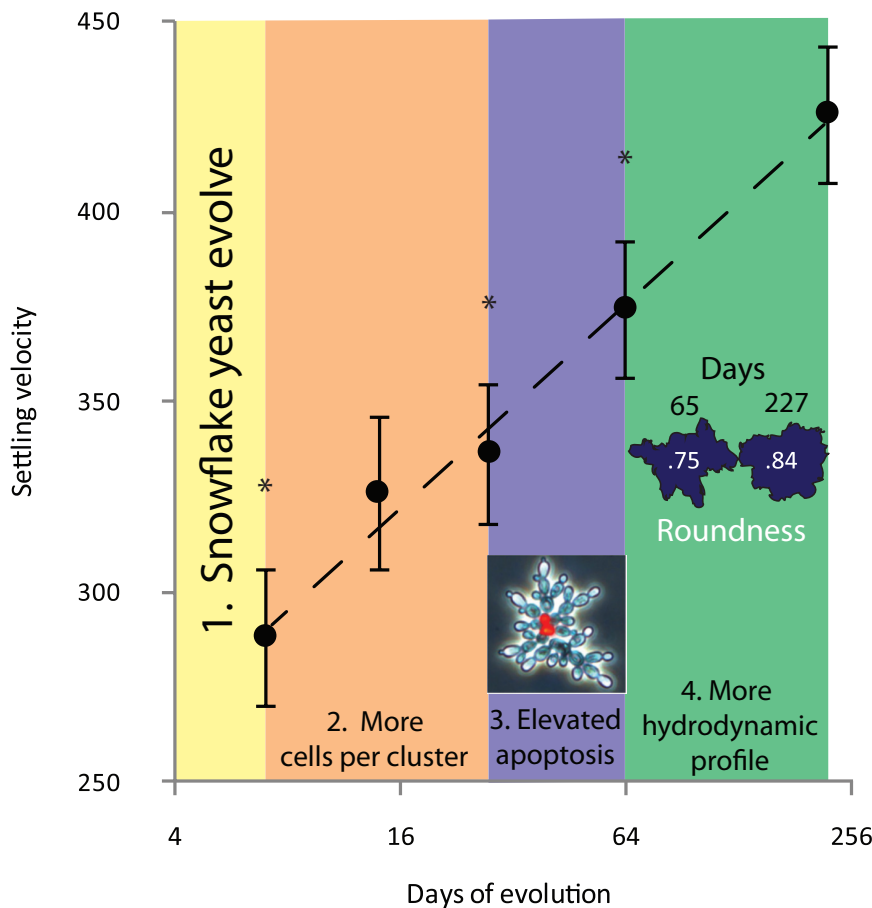 450
400
350
300
250
Settling velocity
4
16
64
256
Days of evolution
1. Snowflake yeast evolve
*
*
*
2. More
cells per cluster
3. Elevated
apoptosis
Days
65 227
.75 .84
Roundness
4. More
hydrodynamic
profile